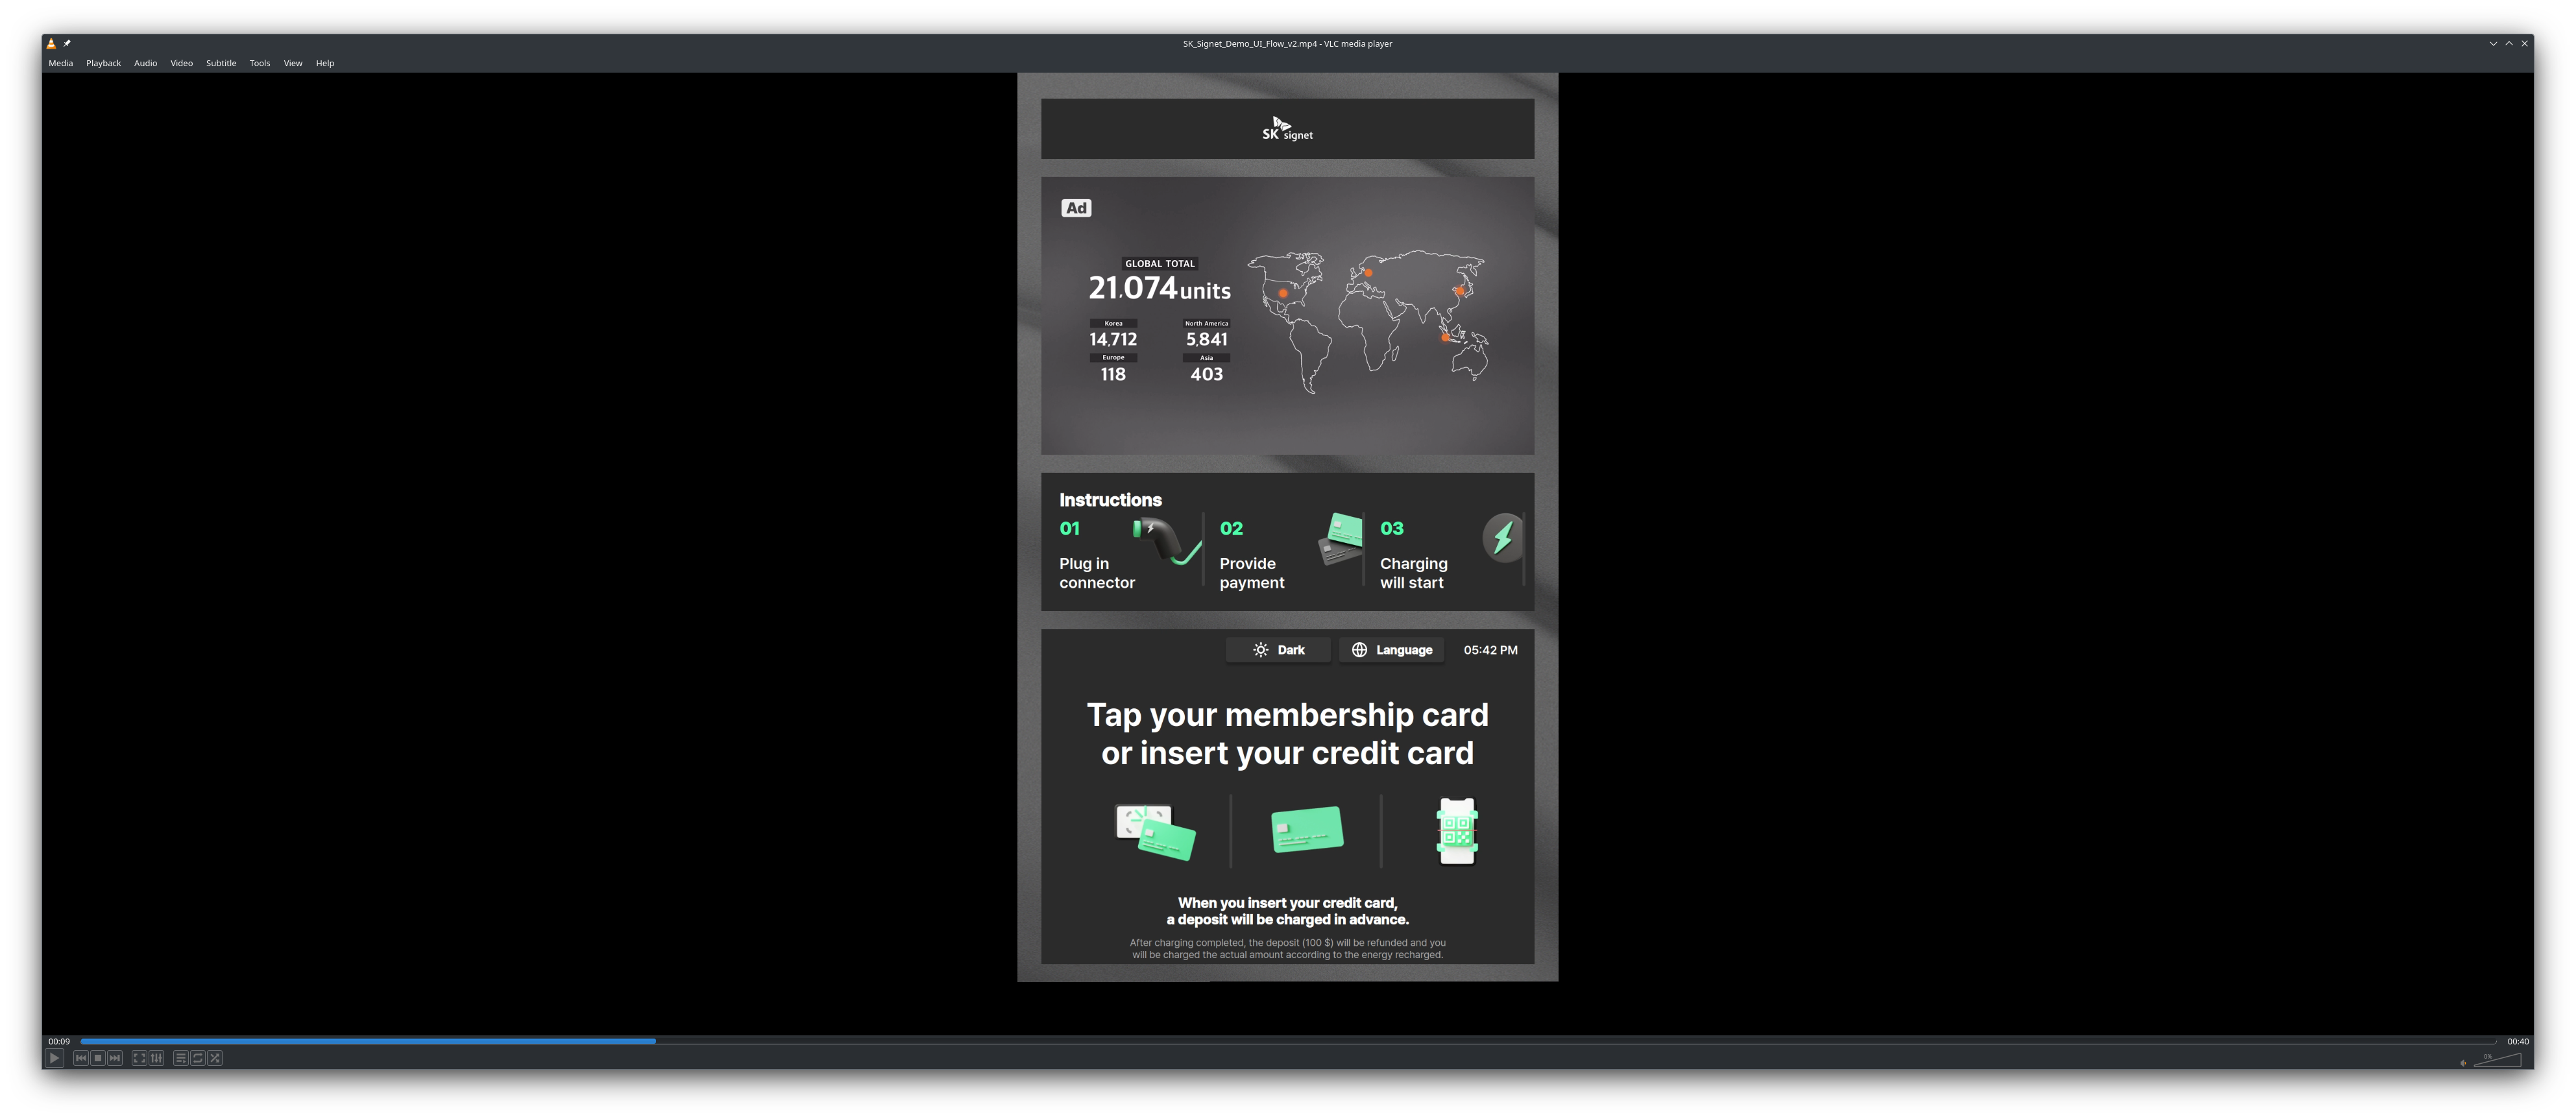 SK_Signet_Demo_UI_Flow_v2.mp4 - VLC media player
Media Playback Audio Video Subtitle Tools View Help
SK signet
Ad
GLOBAL TOTAL
21,074 units
Korea North America
14,712 5,841
Europe Asia
118 403
Instructions
01 02 03
Plug in Provide Charging
connector payment will start
Dark Language 05:42 PM
Tap your membership card
or insert your credit card
When you insert your credit card,
a deposit will be charged in advance.
After charging completed, the deposit (100 $) will be refunded and you
will be charged the actual amount according to the energy recharged.
00:09 00:40
0%